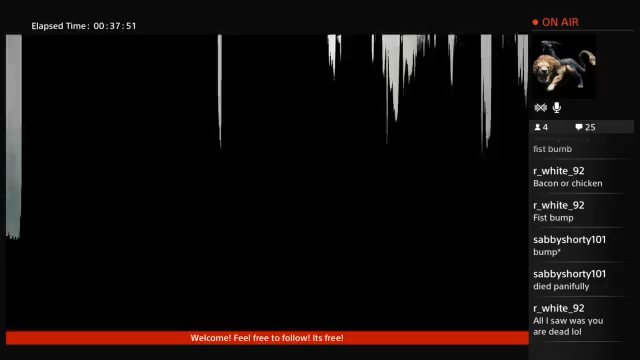 Elapsed Time: 00:37:51
ON AIR
4
25
fist bumb
r_white_92
Bacon or chicken
r_white_92
Fist bump
sabbyshorty101
bump*
sabbyshorty101
died panifully
r_white_92
All I saw was you
are dead lol
Welcome! Feel free to follow! Its free!